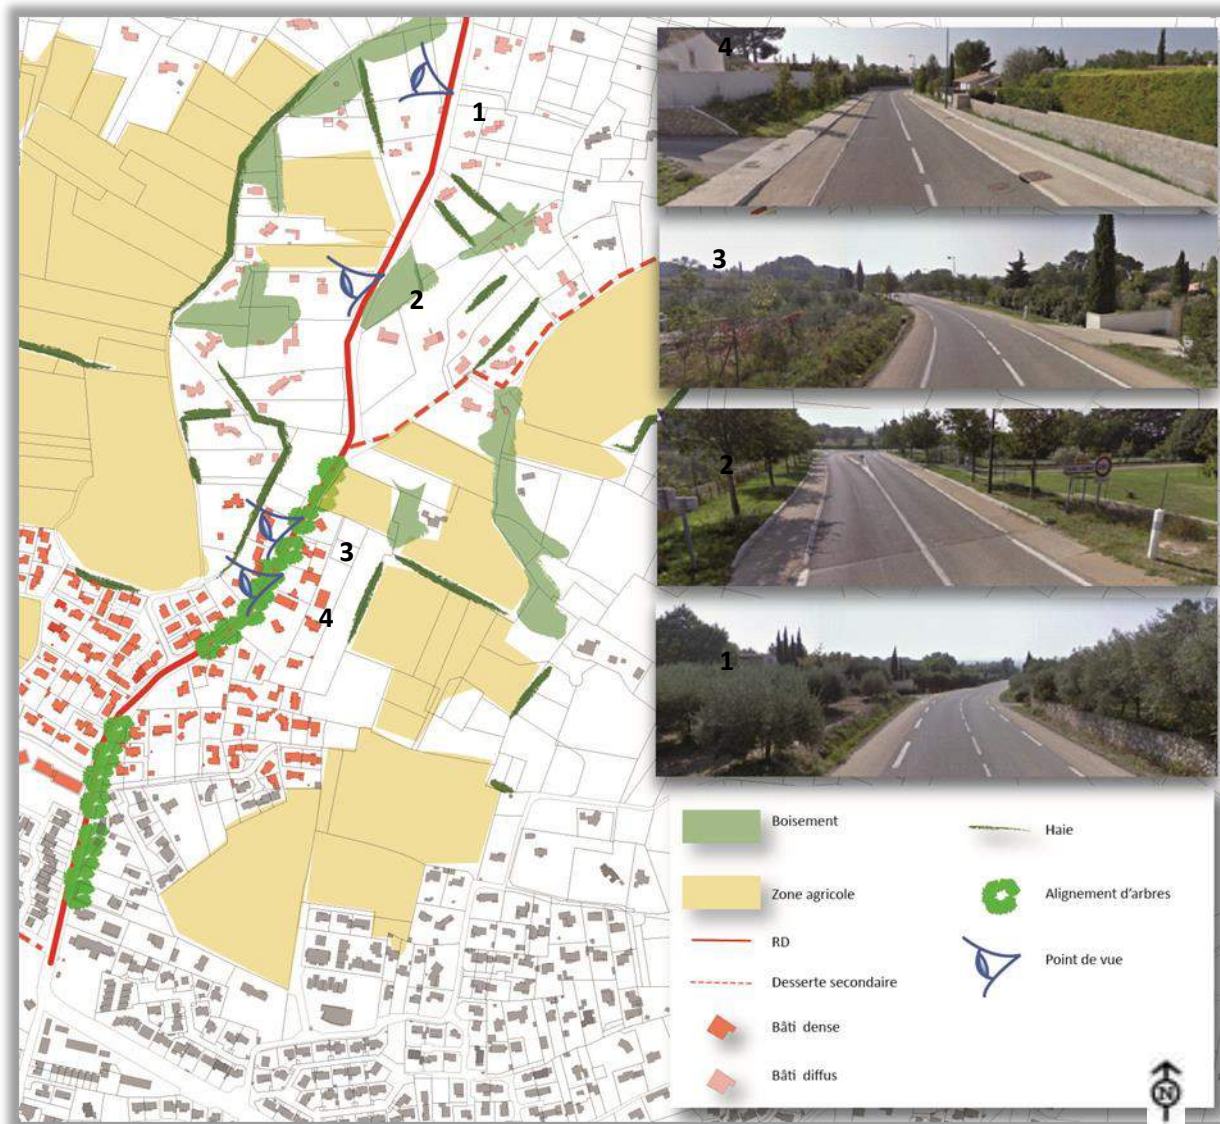 1
2
3
4
4
3
2
1
Boisement
Haie
Zone agricole
Alignement d'arbres
RD
Point de vue
Desserte secondaire
Bâti dense
Bâti diffus
N